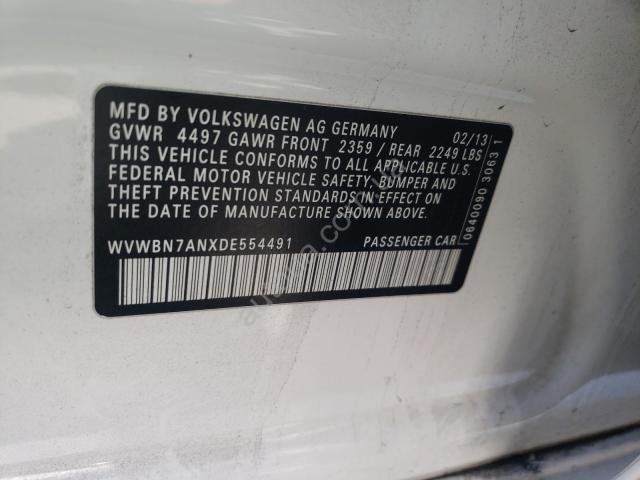 MFD BY VOLKSWAGEN AG GERMANY 02/13
GVWR 4497 GAWR FRONT 2359 / REAR 2249 LBS
THIS VEHICLE CONFORMS TO ALL APPLICABLE U.S.
FEDERAL MOTOR VEHICLE SAFETY, BUMPER AND
THEFT PREVENTION STANDARDS IN EFFECT ON THE
DATE OF MANUFACTURE SHOWN ABOVE.
WVWBN7ANXDE554491 PASSENGER CAR
0640090 3063 1